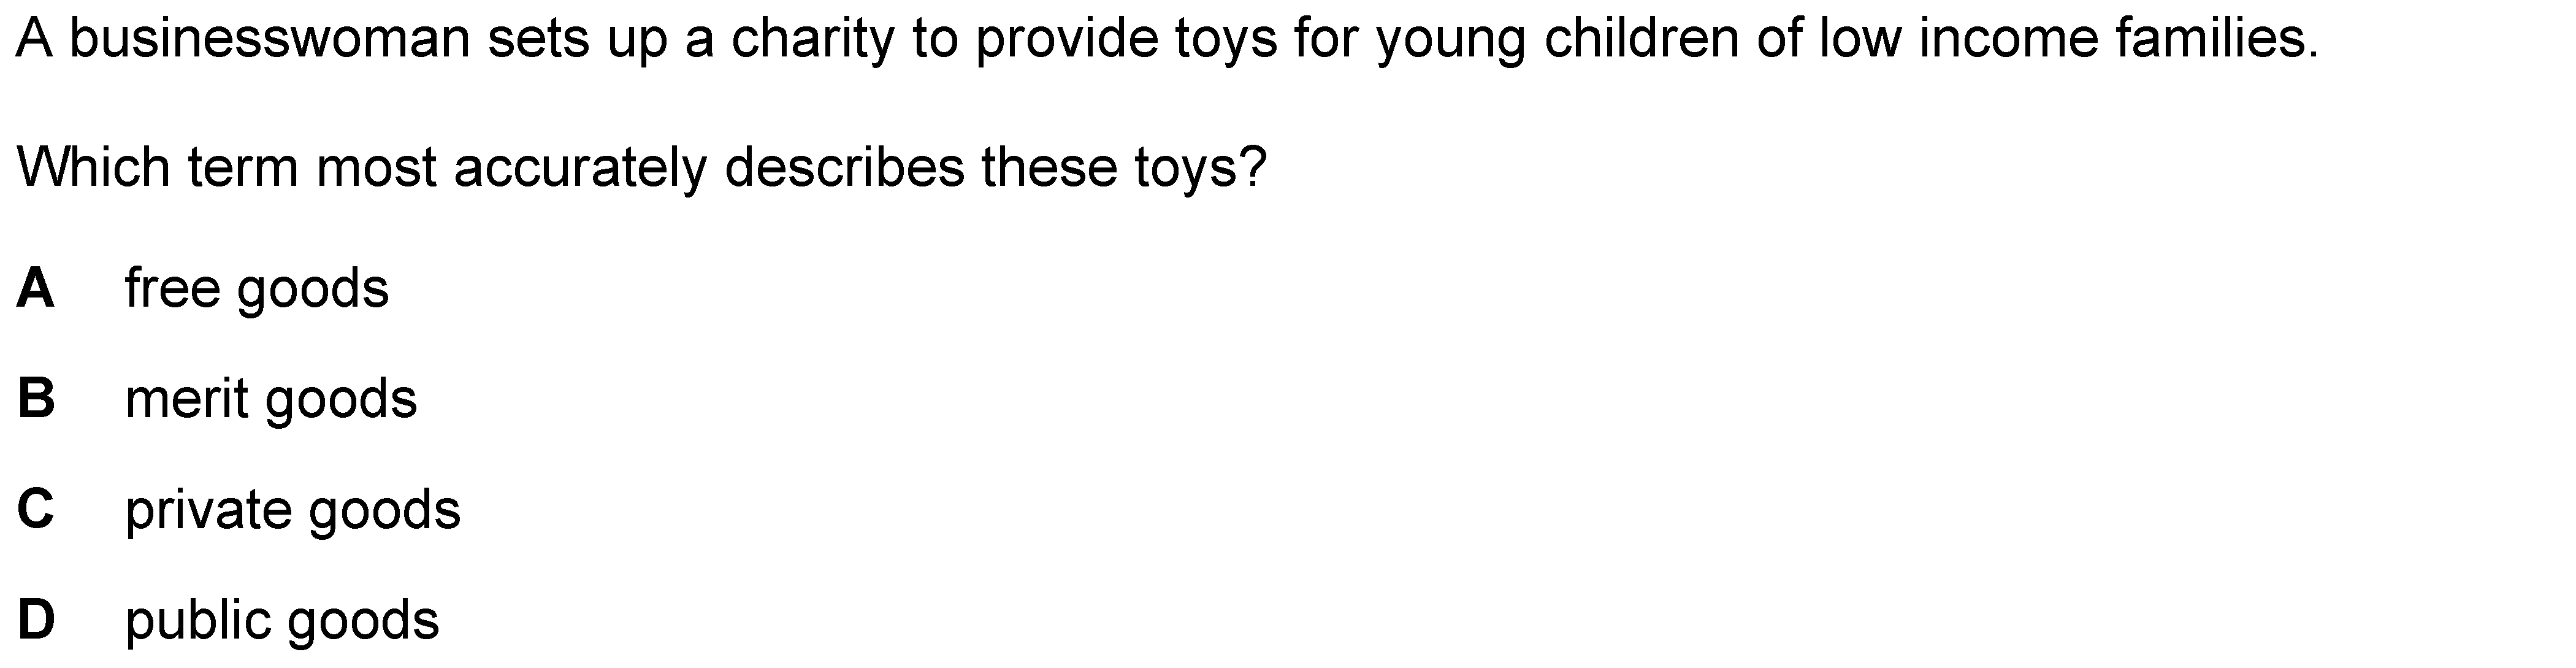 A businesswoman sets up a charity to provide toys for young children of low income families.
Which term most accurately describes these toys?
A free goods
B merit goods
C private goods
D public goods